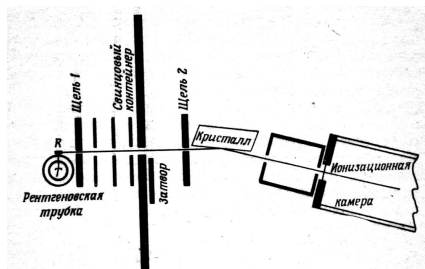 Щель 1
Свинцовый
контейнер
Щель 2
Кристалл
R
Рентгеновская
трубка
Затвор
Ионизационная
камера